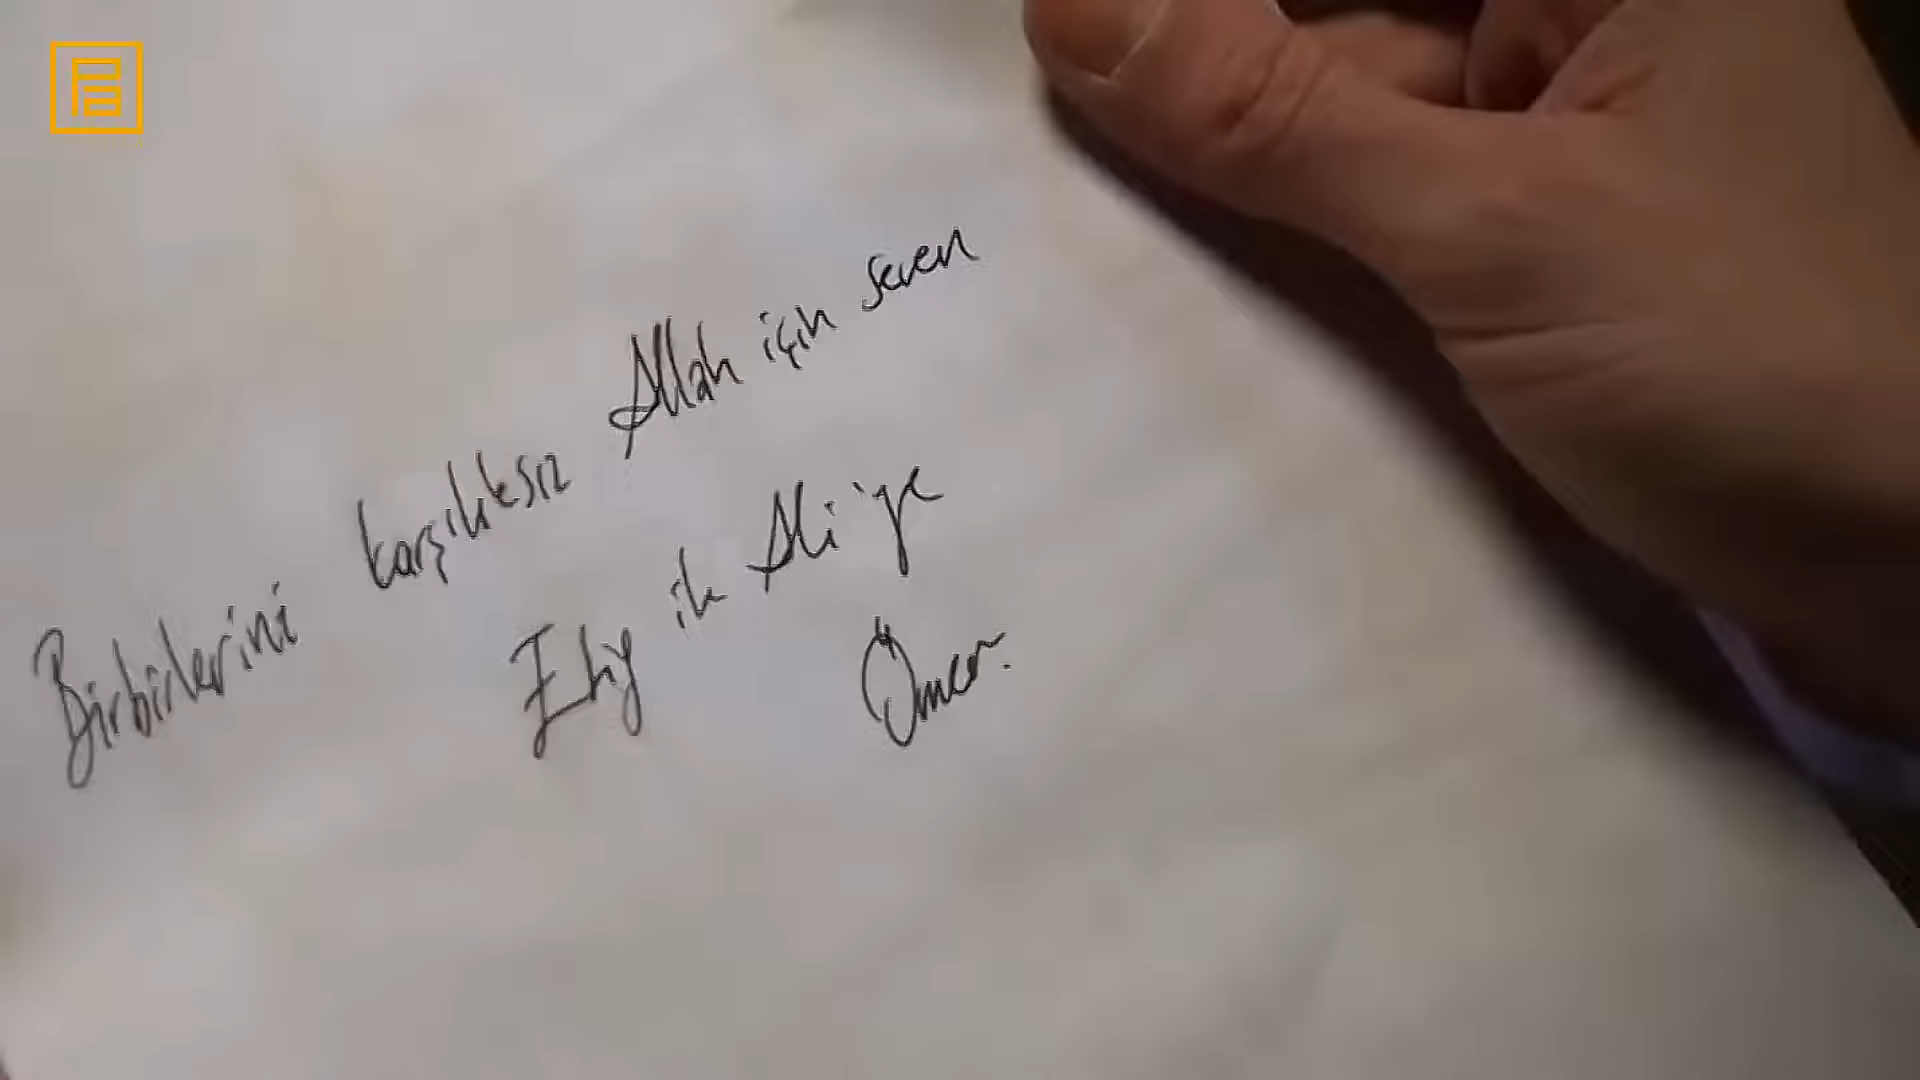 Birbirlerini karşılıksız Allah için seven
Elif ile Ali'ye
Ömer.